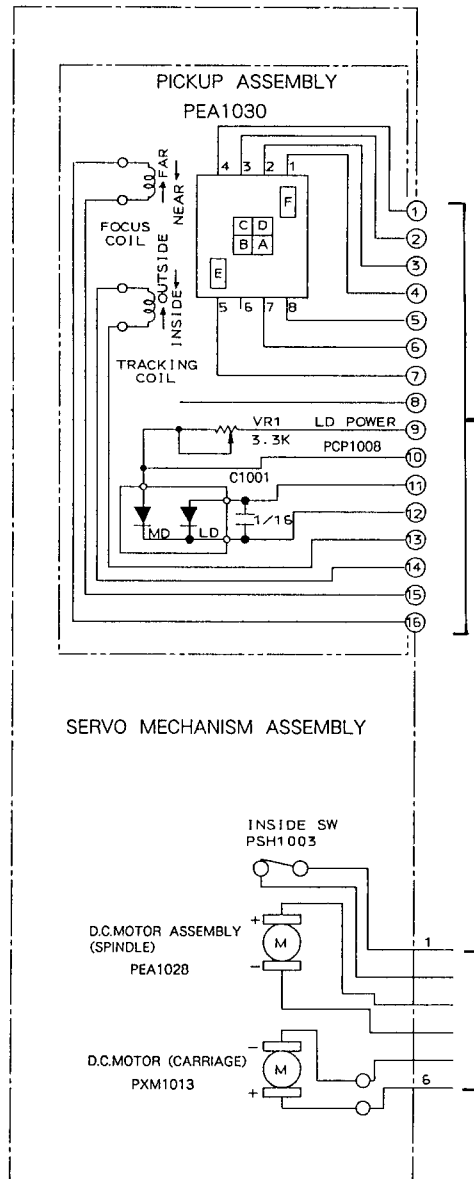 PICKUP ASSEMBLY
PEA1030
4 3 2 1
FAR
NEAR
F
C D
B A
E
FOCUS
COIL
OUTSIDE
INSIDE
5 6 7 8
TRACKING
COIL
1
2
3
4
5
6
7
8
VR1 LD POWER 9
3.3K
PCP1008 10
C1001 11
1/16 12
MD LD
13
14
15
16
SERVO MECHANISM ASSEMBLY
INSIDE SW
PSH1003
D.C.MOTOR ASSEMBLY
(SPINDLE)
PEA1028
+
M
-
1
D.C.MOTOR (CARRIAGE)
PXM1013
-
M
+
6